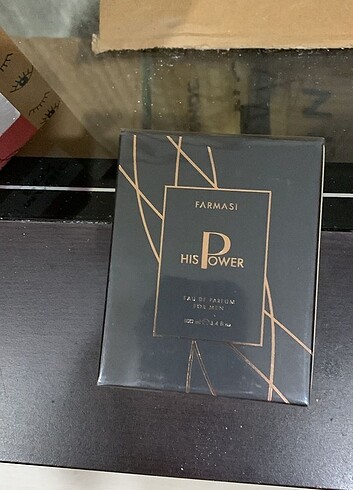 FARMASI
HIS POWER
EAU DE PARFUM
FOR MEN
100 ml ℮ 3.4 fl.oz